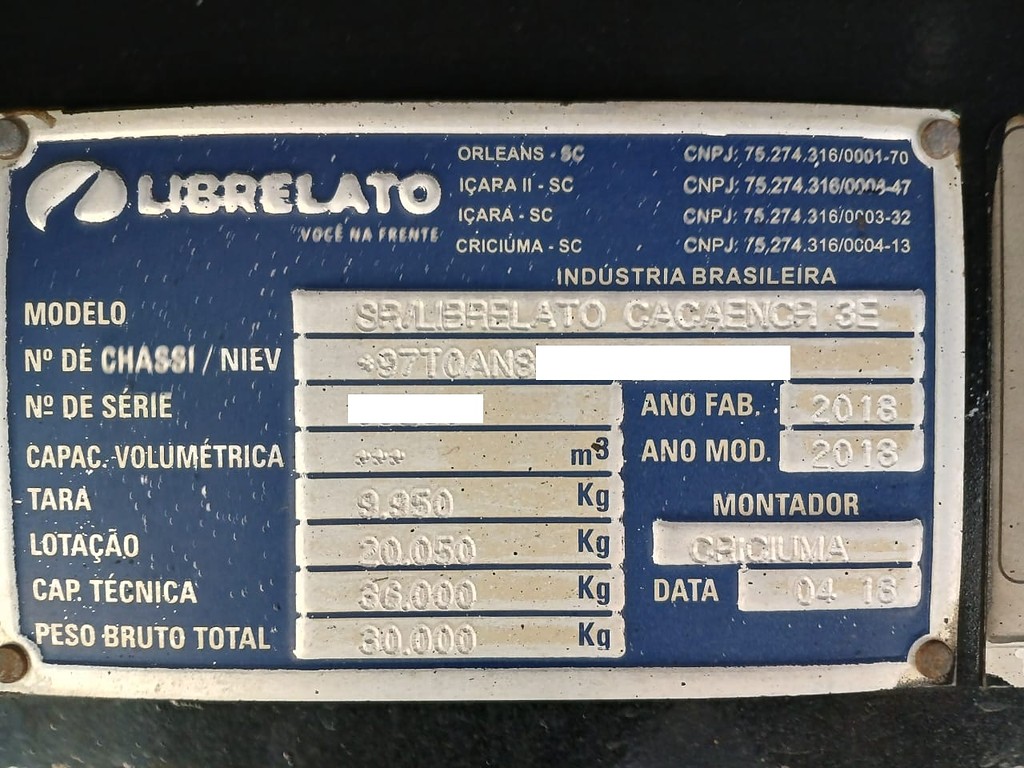 LIBRELATO
VOCÊ NA FRENTE
ORLEANS - SC CNPJ: 75.274.316/0001-70
IÇARA II - SC CNPJ: 75.274.316/0006-47
IÇARA - SC CNPJ: 75.274.316/0003-32
CRICIÚMA - SC CNPJ: 75.274.316/0004-13
INDÚSTRIA BRASILEIRA
MODELO SR/LIBRELATO CACAENCR 3E
Nº DE CHASSI / NIEV *97T0AN8
Nº DE SÉRIE
ANO FAB. 2018
CAPAC. VOLUMÉTRICA *** m3
ANO MOD. 2018
TARA 9.950 Kg
MONTADOR
LOTAÇÃO 20.050 Kg
CRICIUMA
CAP. TÉCNICA 36.000 Kg
DATA 04 18
PESO BRUTO TOTAL 30.000 Kg